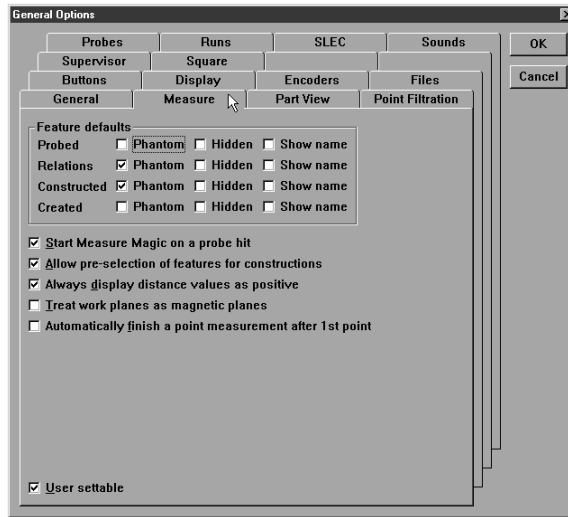 General Options
Probes Runs SLEC Sounds
Supervisor Square
Buttons Display Encoders Files
General Measure Part View Point Filtration
OK
Cancel
Feature defaults
Probed Phantom Hidden Show name
Relations Phantom Hidden Show name
Constructed Phantom Hidden Show name
Created Phantom Hidden Show name
Start Measure Magic on a probe hit
Allow pre-selection of features for constructions
Always display distance values as positive
Treat work planes as magnetic planes
Automatically finish a point measurement after 1st point
User settable